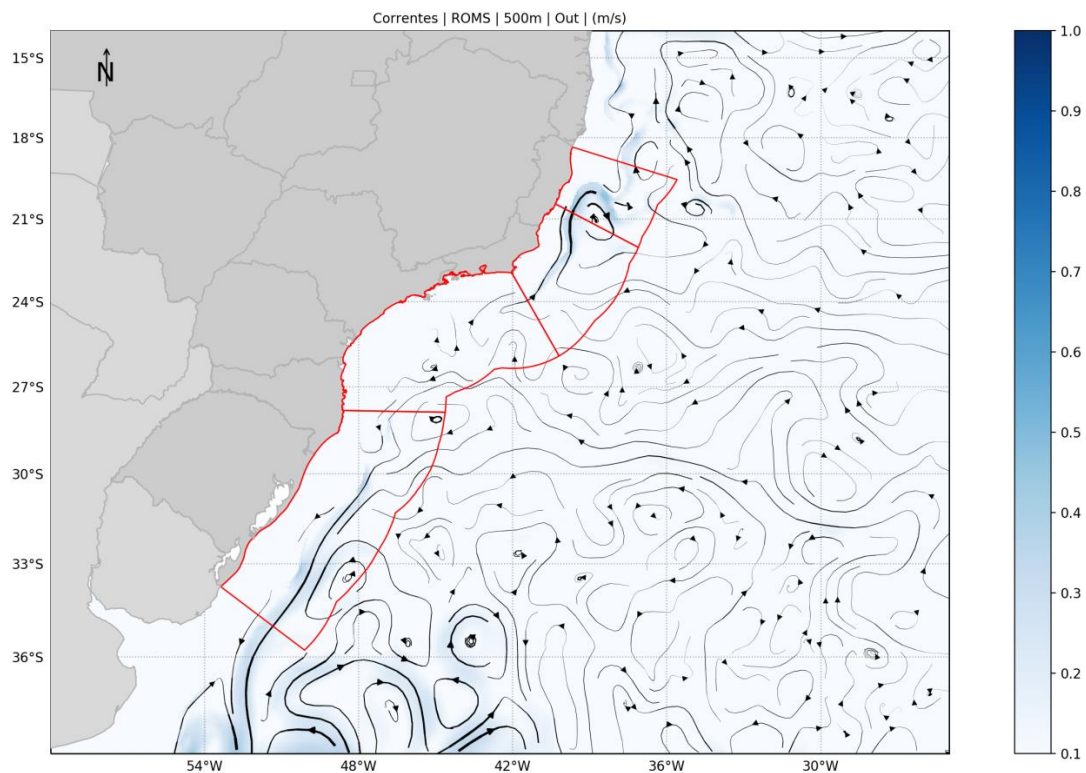 Correntes | ROMS | 500m | Out | (m/s)
N
15°S
18°S
21°S
24°S
27°S
30°S
33°S
36°S
54°W
48°W
42°W
36°W
30°W
1.0
0.9
0.8
0.7
0.6
0.5
0.4
0.3
0.2
0.1